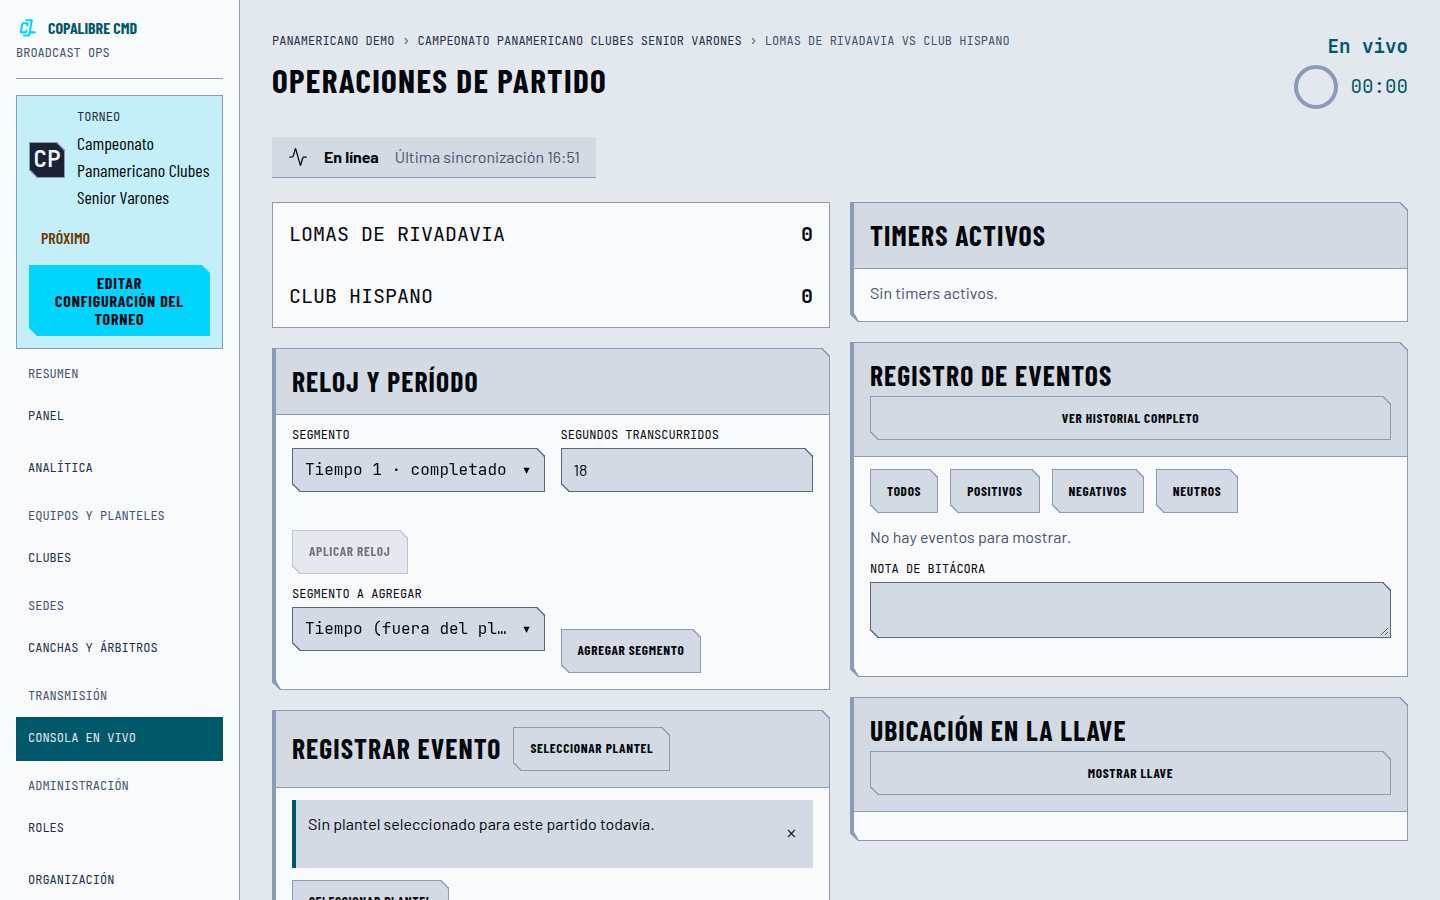 COPALIBRE CMD
BROADCAST OPS
TORNEO
CP
Campeonato
Panamericano Clubes
Senior Varones
PRÓXIMO
EDITAR
CONFIGURACIÓN DEL
TORNEO
RESUMEN
PANEL
ANALÍTICA
EQUIPOS Y PLANTELES
CLUBES
SEDES
CANCHAS Y ÁRBITROS
TRANSMISIÓN
CONSOLA EN VIVO
ADMINISTRACIÓN
ROLES
ORGANIZACIÓN
PANAMERICANO DEMO › CAMPEONATO PANAMERICANO CLUBES SENIOR VARONES › LOMAS DE RIVADAVIA VS CLUB HISPANO
OPERACIONES DE PARTIDO
En vivo
00:00
En línea Última sincronización 16:51
LOMAS DE RIVADAVIA 0
CLUB HISPANO 0
RELOJ Y PERÍODO
SEGMENTO
Tiempo 1 · completado
SEGUNDOS TRANSCURRIDOS
18
APLICAR RELOJ
SEGMENTO A AGREGAR
Tiempo (fuera del pl…
AGREGAR SEGMENTO
REGISTRAR EVENTO
SELECCIONAR PLANTEL
Sin plantel seleccionado para este partido todavía.
×
SELECCIONAR PLANTEL
TIMERS ACTIVOS
Sin timers activos.
REGISTRO DE EVENTOS
VER HISTORIAL COMPLETO
TODOS
POSITIVOS
NEGATIVOS
NEUTROS
No hay eventos para mostrar.
NOTA DE BITÁCORA
UBICACIÓN EN LA LLAVE
MOSTRAR LLAVE